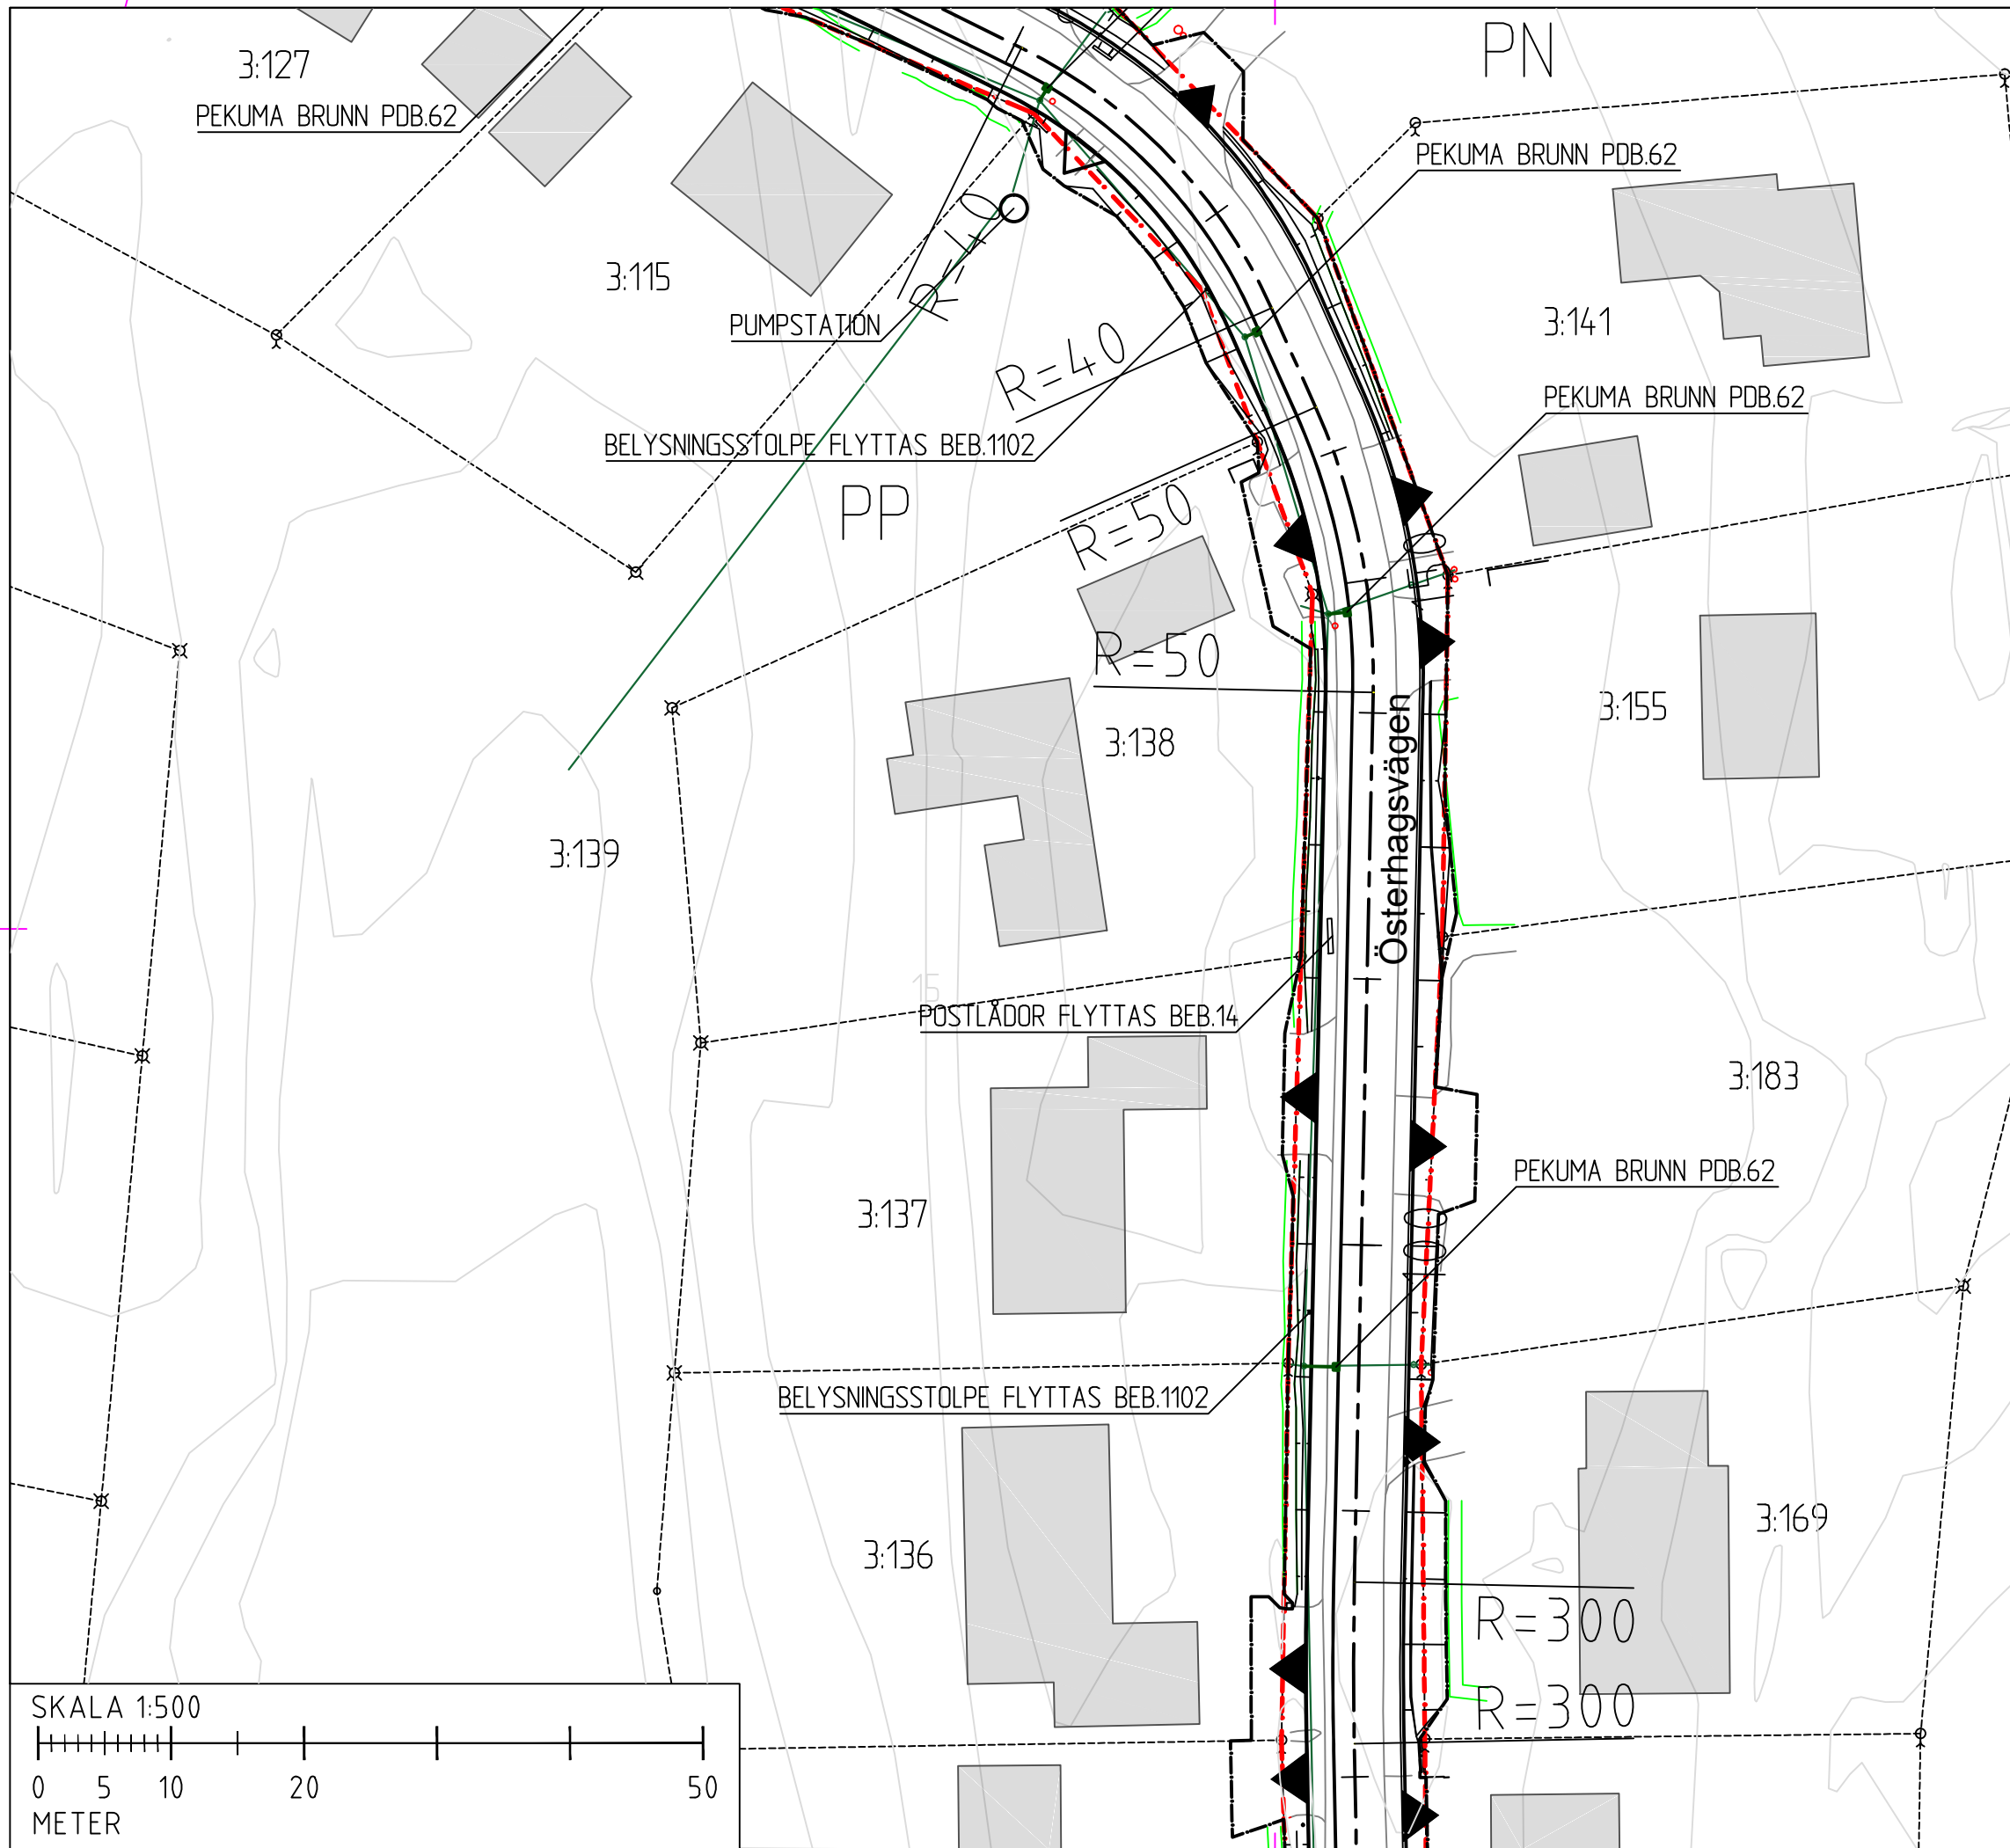 PN
3:127
PEKUMA BRUNN PDB.62
PEKUMA BRUNN PDB.62
3:115
3:141
PUMPSTATION
R=40
PEKUMA BRUNN PDB.62
BELYSNINGSSTOLPE FLYTTAS BEB.1102
PP
R=50
R=50
3:155
3:138
Österhagsvägen
3:139
15
POSTLÅDOR FLYTTAS BEB.14
3:183
PEKUMA BRUNN PDB.62
3:137
BELYSNINGSSTOLPE FLYTTAS BEB.1102
3:169
3:136
R=300
R=300
SKALA 1:500
0 5 10 20 50
METER